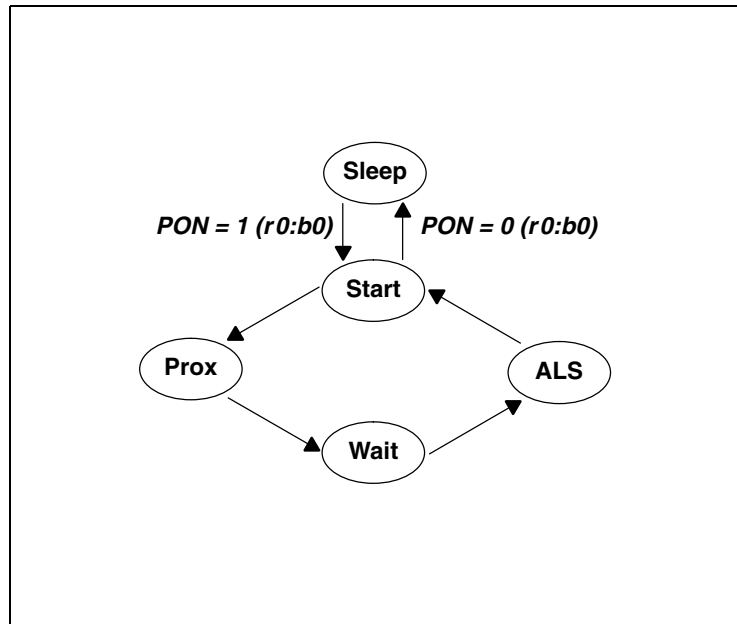 Sleep
PON = 1 (r0:b0)
PON = 0 (r0:b0)
Start
Prox
ALS
Wait